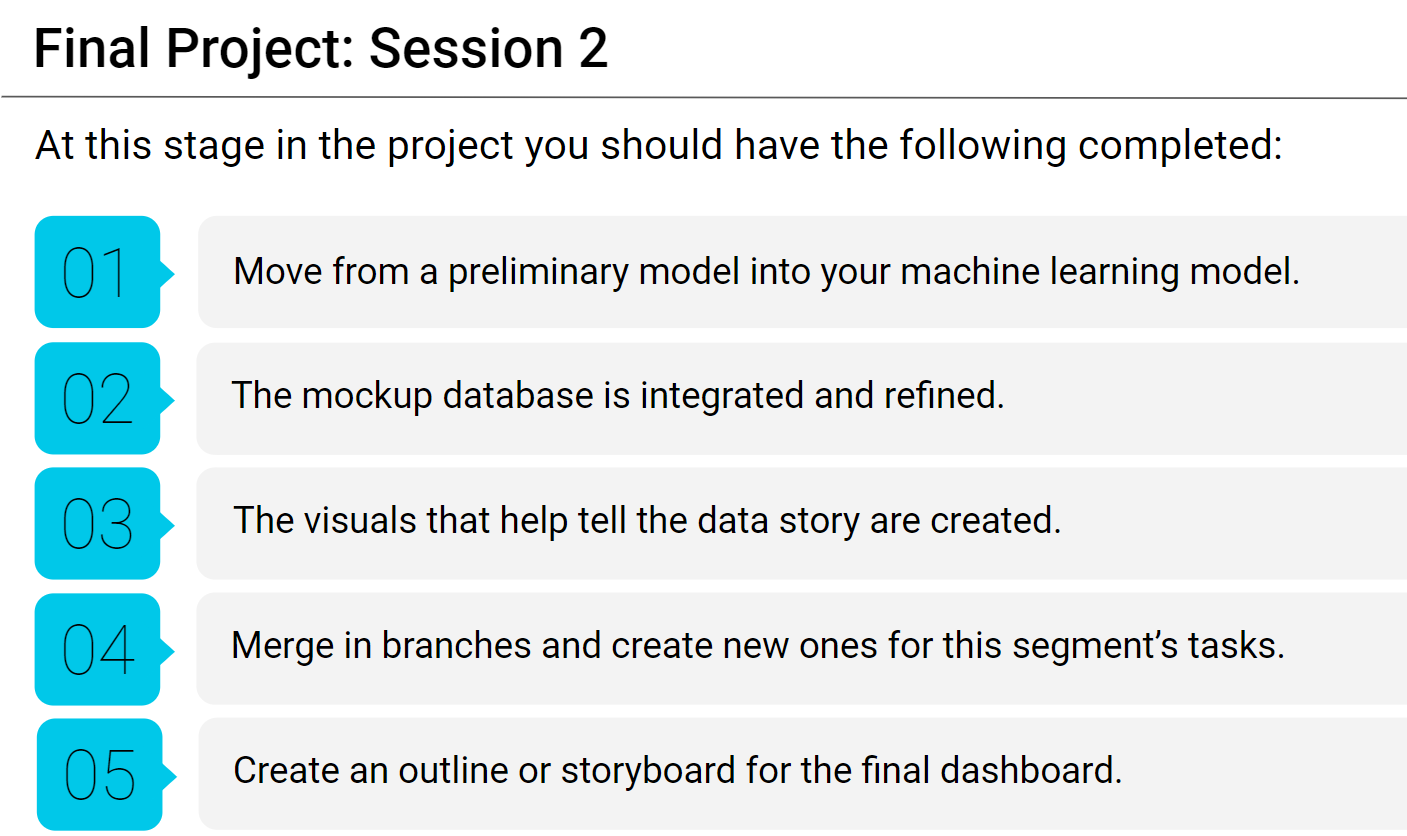 Final Project: Session 2
At this stage in the project you should have the following completed:
01
Move from a preliminary model into your machine learning model.
02
The mockup database is integrated and refined.
03
The visuals that help tell the data story are created.
04
Merge in branches and create new ones for this segment’s tasks.
05
Create an outline or storyboard for the final dashboard.